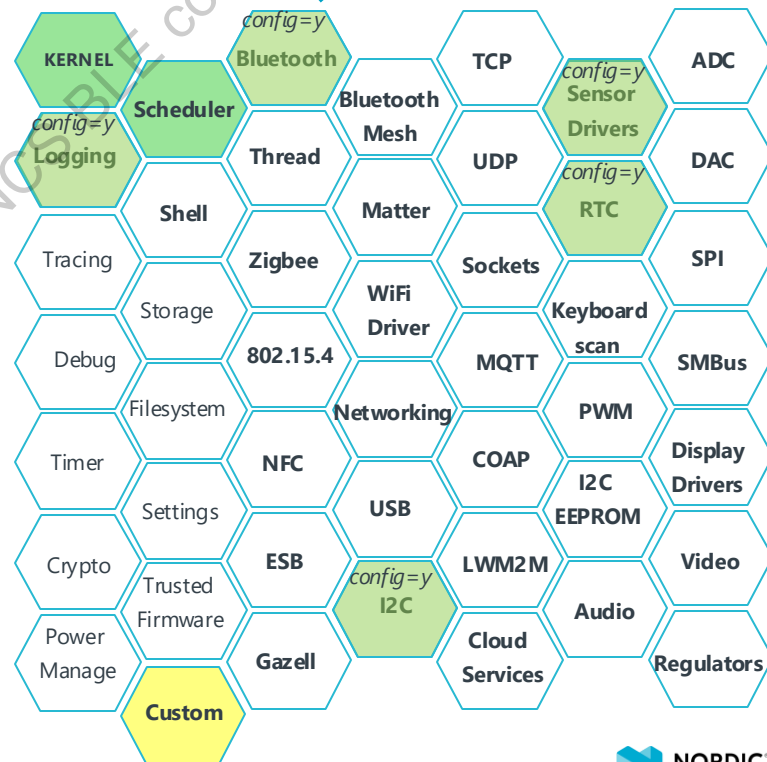 KERNEL
config=y
Logging
Tracing
Debug
Timer
Crypto
Power
Manage
Scheduler
Shell
Storage
Filesystem
Settings
Trusted
Firmware
Custom
config=y
Bluetooth
Thread
Zigbee
802.15.4
NFC
ESB
Gazell
Bluetooth
Mesh
Matter
WiFi
Driver
Networking
USB
config=y
I2C
TCP
UDP
Sockets
MQTT
COAP
LWM2M
Cloud
Services
config=y
Sensor
Drivers
config=y
RTC
Keyboard
scan
PWM
I2C
EEPROM
Audio
ADC
DAC
SPI
SMBus
Display
Drivers
Video
Regulators
NORDIC